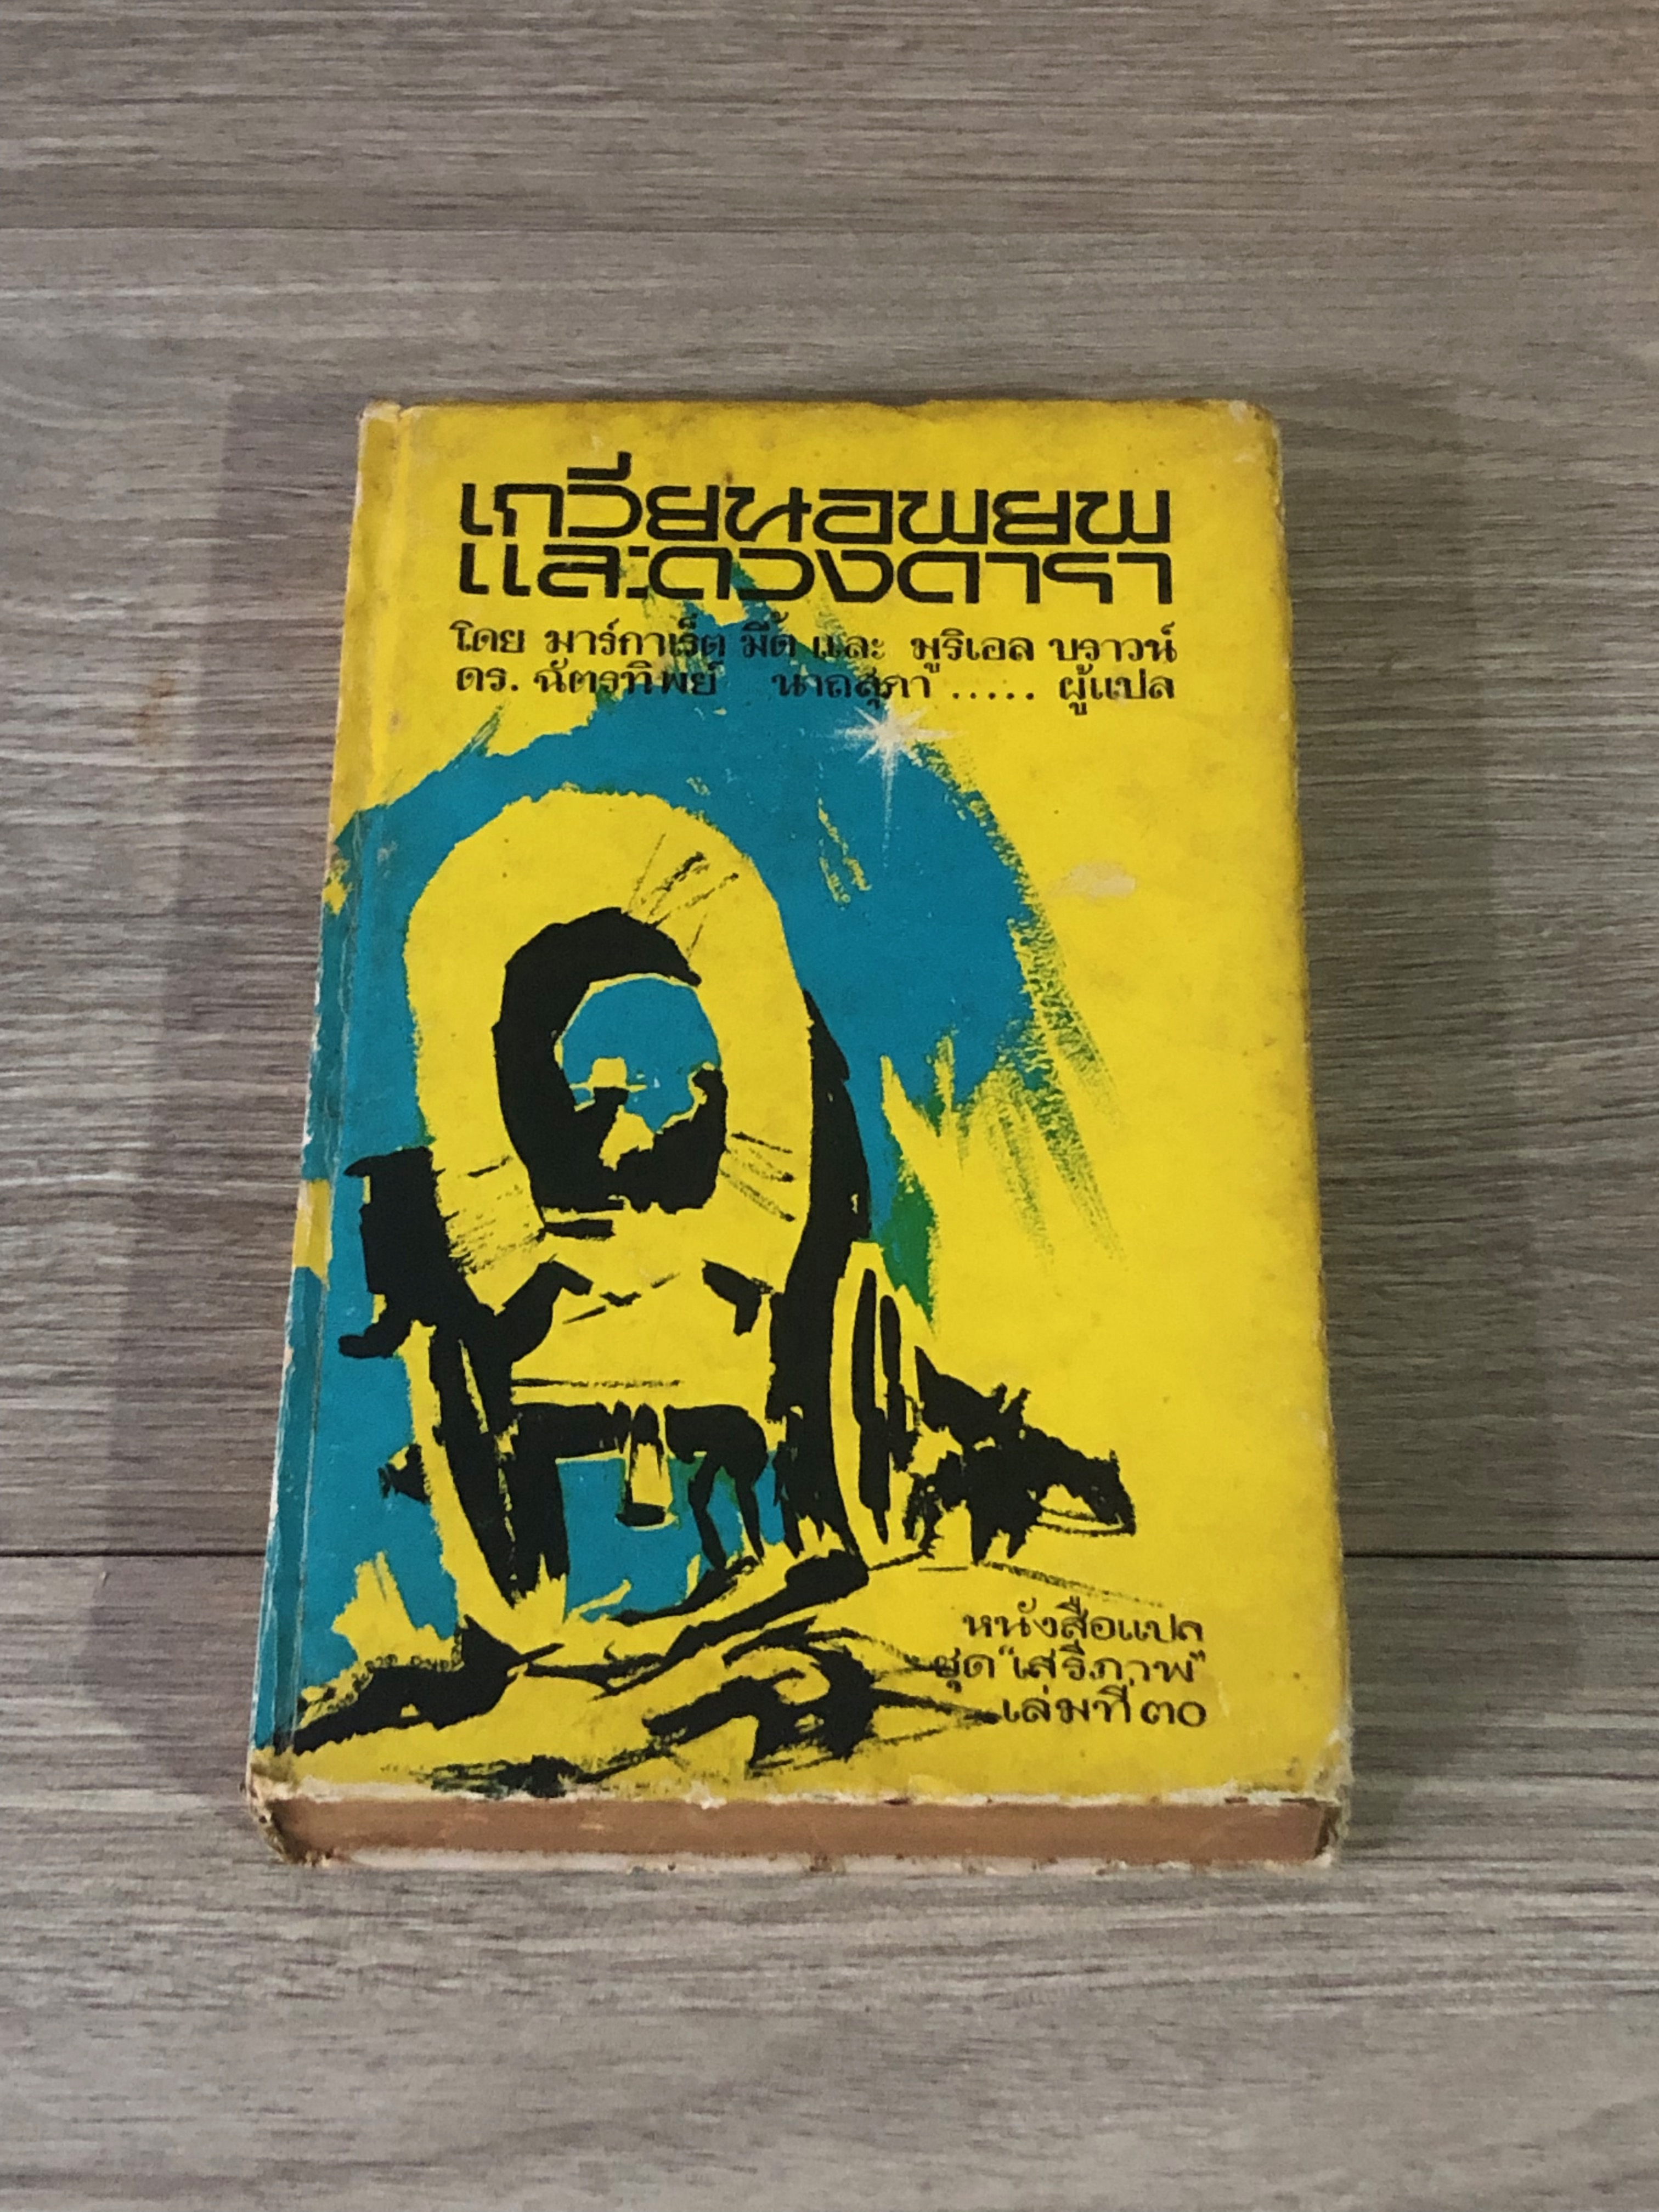 เกวียนอพยพ
และดวงดารา
โดย มาร์กาเร็ต มี้ด และ มูริเอล บราวน์
ดร. ฉัตรทิพย์ นาถสุภา ..... ผู้แปล
หนังสือแปล
ชุด "เสรีภาพ"
เล่มที่ ๓๐